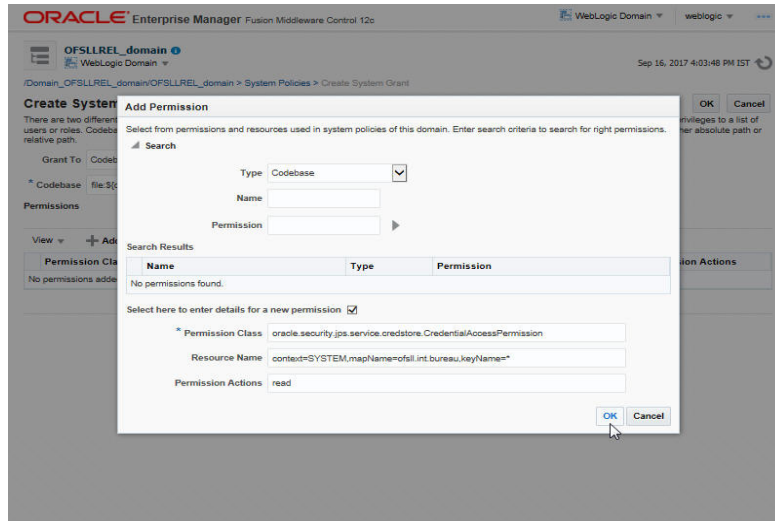 ORACLE Enterprise Manager Fusion Middleware Control 12c
WebLogic Domain weblogic
OFSLLREL_domain
WebLogic Domain
Sep 16, 2017 4:03:48 PM IST
/Domain_OFSLLREL_domain/OFSLLREL_domain > System Policies > Create System Grant
Create System
OK Cancel
There are two different
users or roles. Codeba
relative path.
privileges to a list of
her absolute path or
Grant To Codeb
* Codebase file:${
Permissions
View Add
Permission Cla
ion Actions
No permissions adde
Add Permission
Select from permissions and resources used in system policies of this domain. Enter search criteria to search for right permissions.
Search
Type Codebase
Name
Permission
Search Results
Name Type Permission
No permissions found.
Select here to enter details for a new permission
* Permission Class oracle.security.jps.service.credstore.CredentialAccessPermission
Resource Name context=SYSTEM,mapName=ofsll.int.bureau,keyName=*
Permission Actions read
OK Cancel